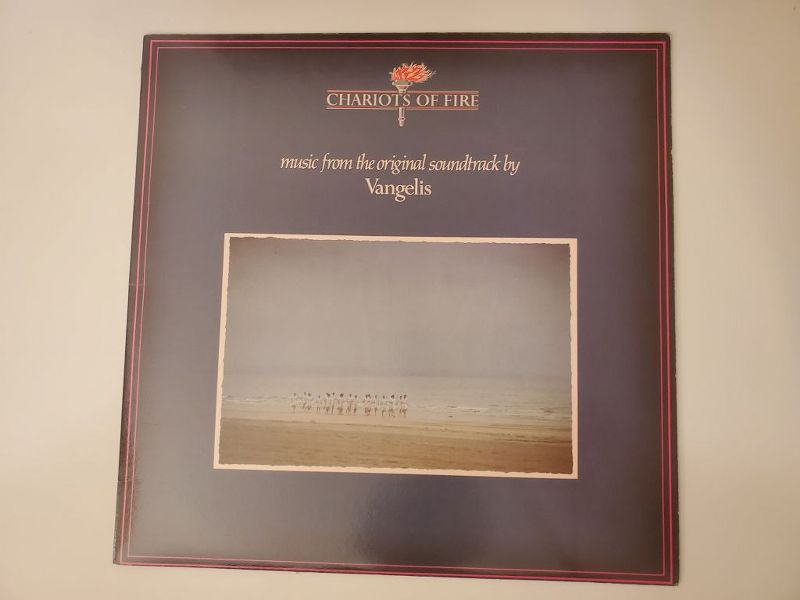 CHARIOTS OF FIRE
music from the original soundtrack by
Vangelis